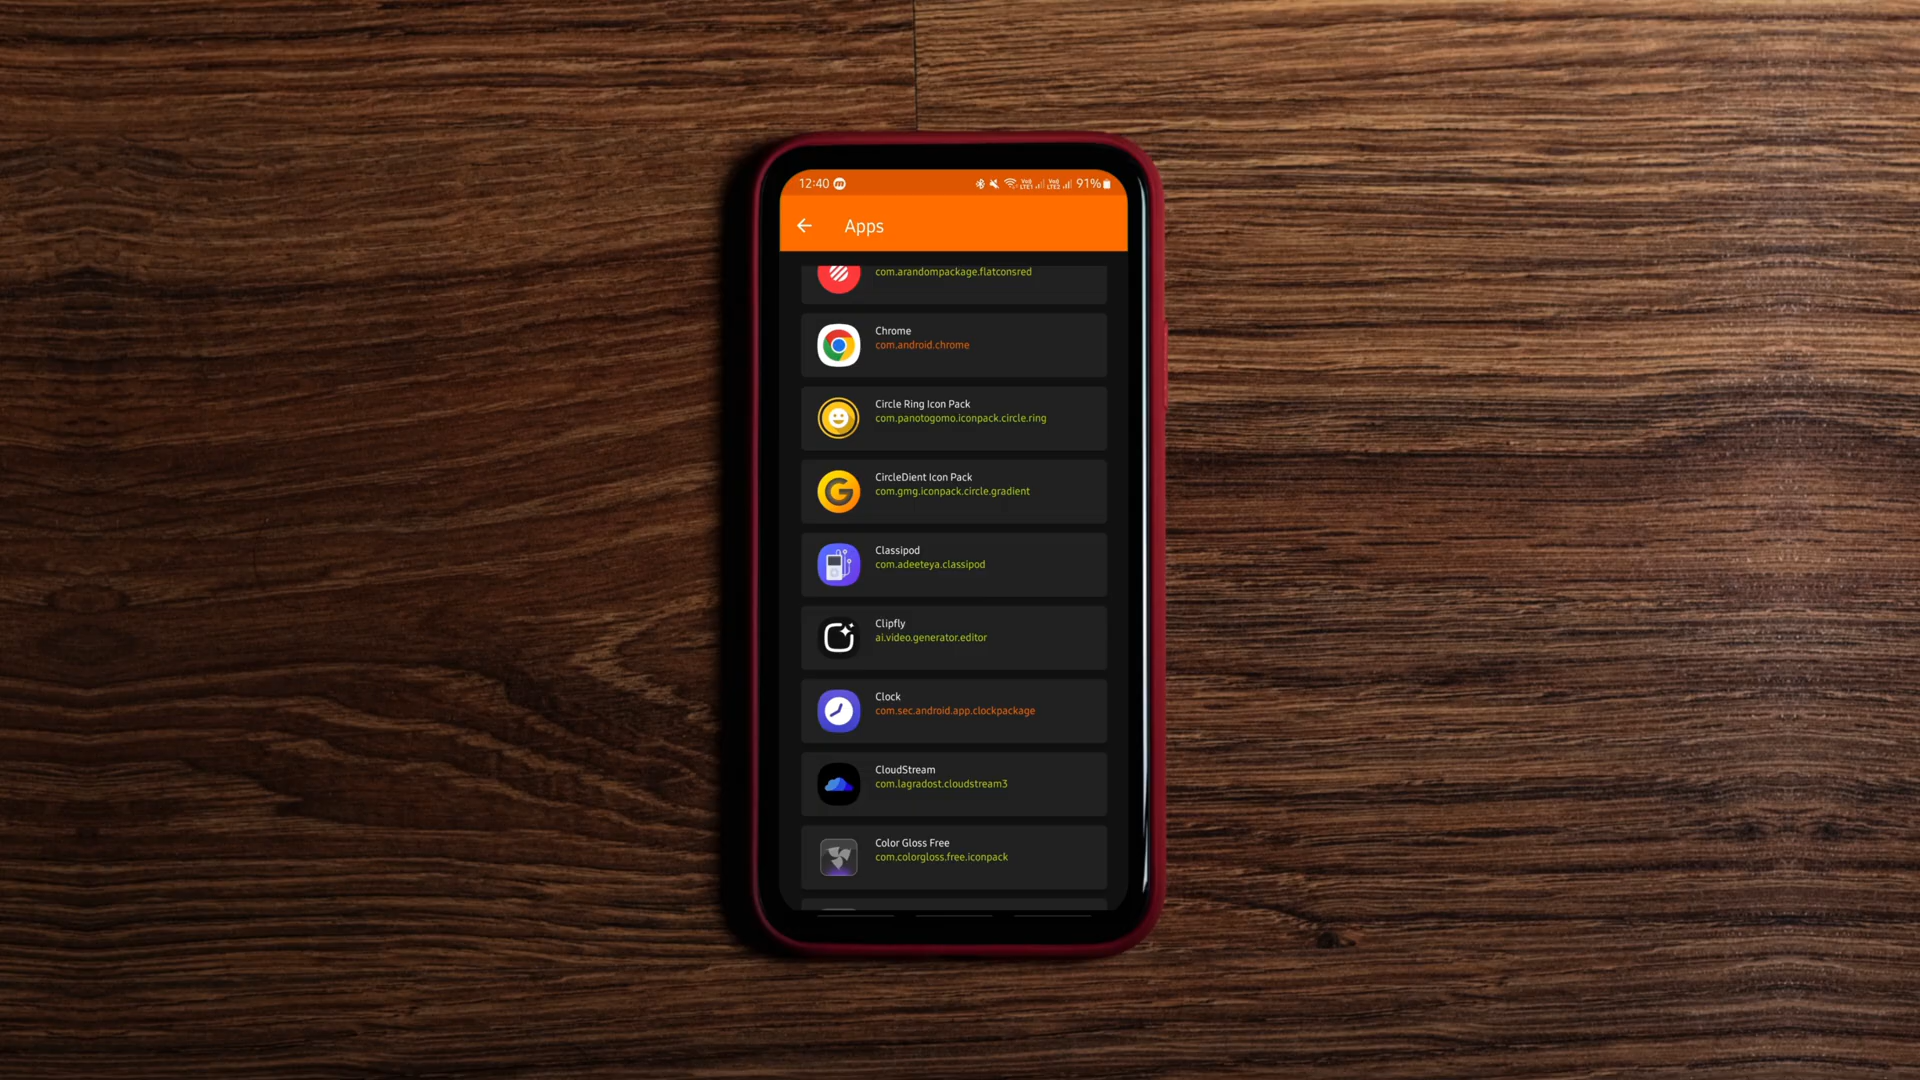 12:40
91%
Apps
com.arandompackage.flatconsred
Chrome
com.android.chrome
Circle Ring Icon Pack
com.panotogomo.iconpack.circle.ring
CircleDient Icon Pack
com.gmg.iconpack.circle.gradient
Classipod
com.adeeteya.classipod
Clipfly
ai.video.generator.editor
Clock
com.sec.android.app.clockpackage
CloudStream
com.lagradost.cloudstream3
Color Gloss Free
com.colorgloss.free.iconpack